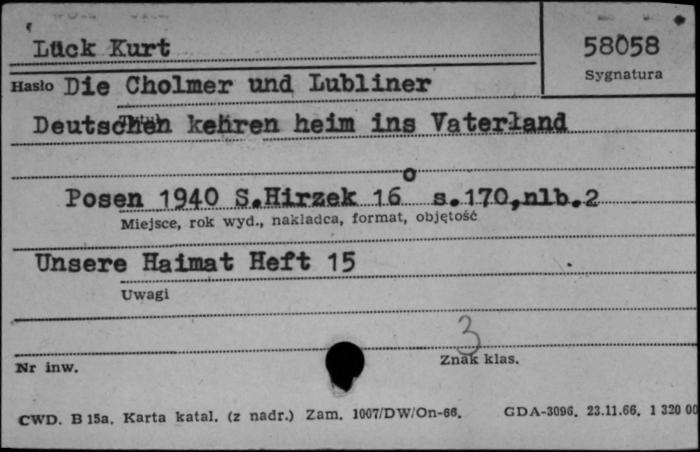 Lück Kurt
58058
Sygnatura
Hasło Die Cholmer und Lubliner
Deutschen kehren heim ins Vaterland
Posen 1940 S.Hirzek 16° s.170,nlb.2
Miejsce, rok wyd., nakładca, format, objętość
Unsere Haimat Heft 15
Uwagi
3
Nr inw.
Znak klas.
CWD. B 15a. Karta katal. (z nadr.) Zam. 1007/DW/On-66. GDA-3096. 23.11.66. 1 320 00